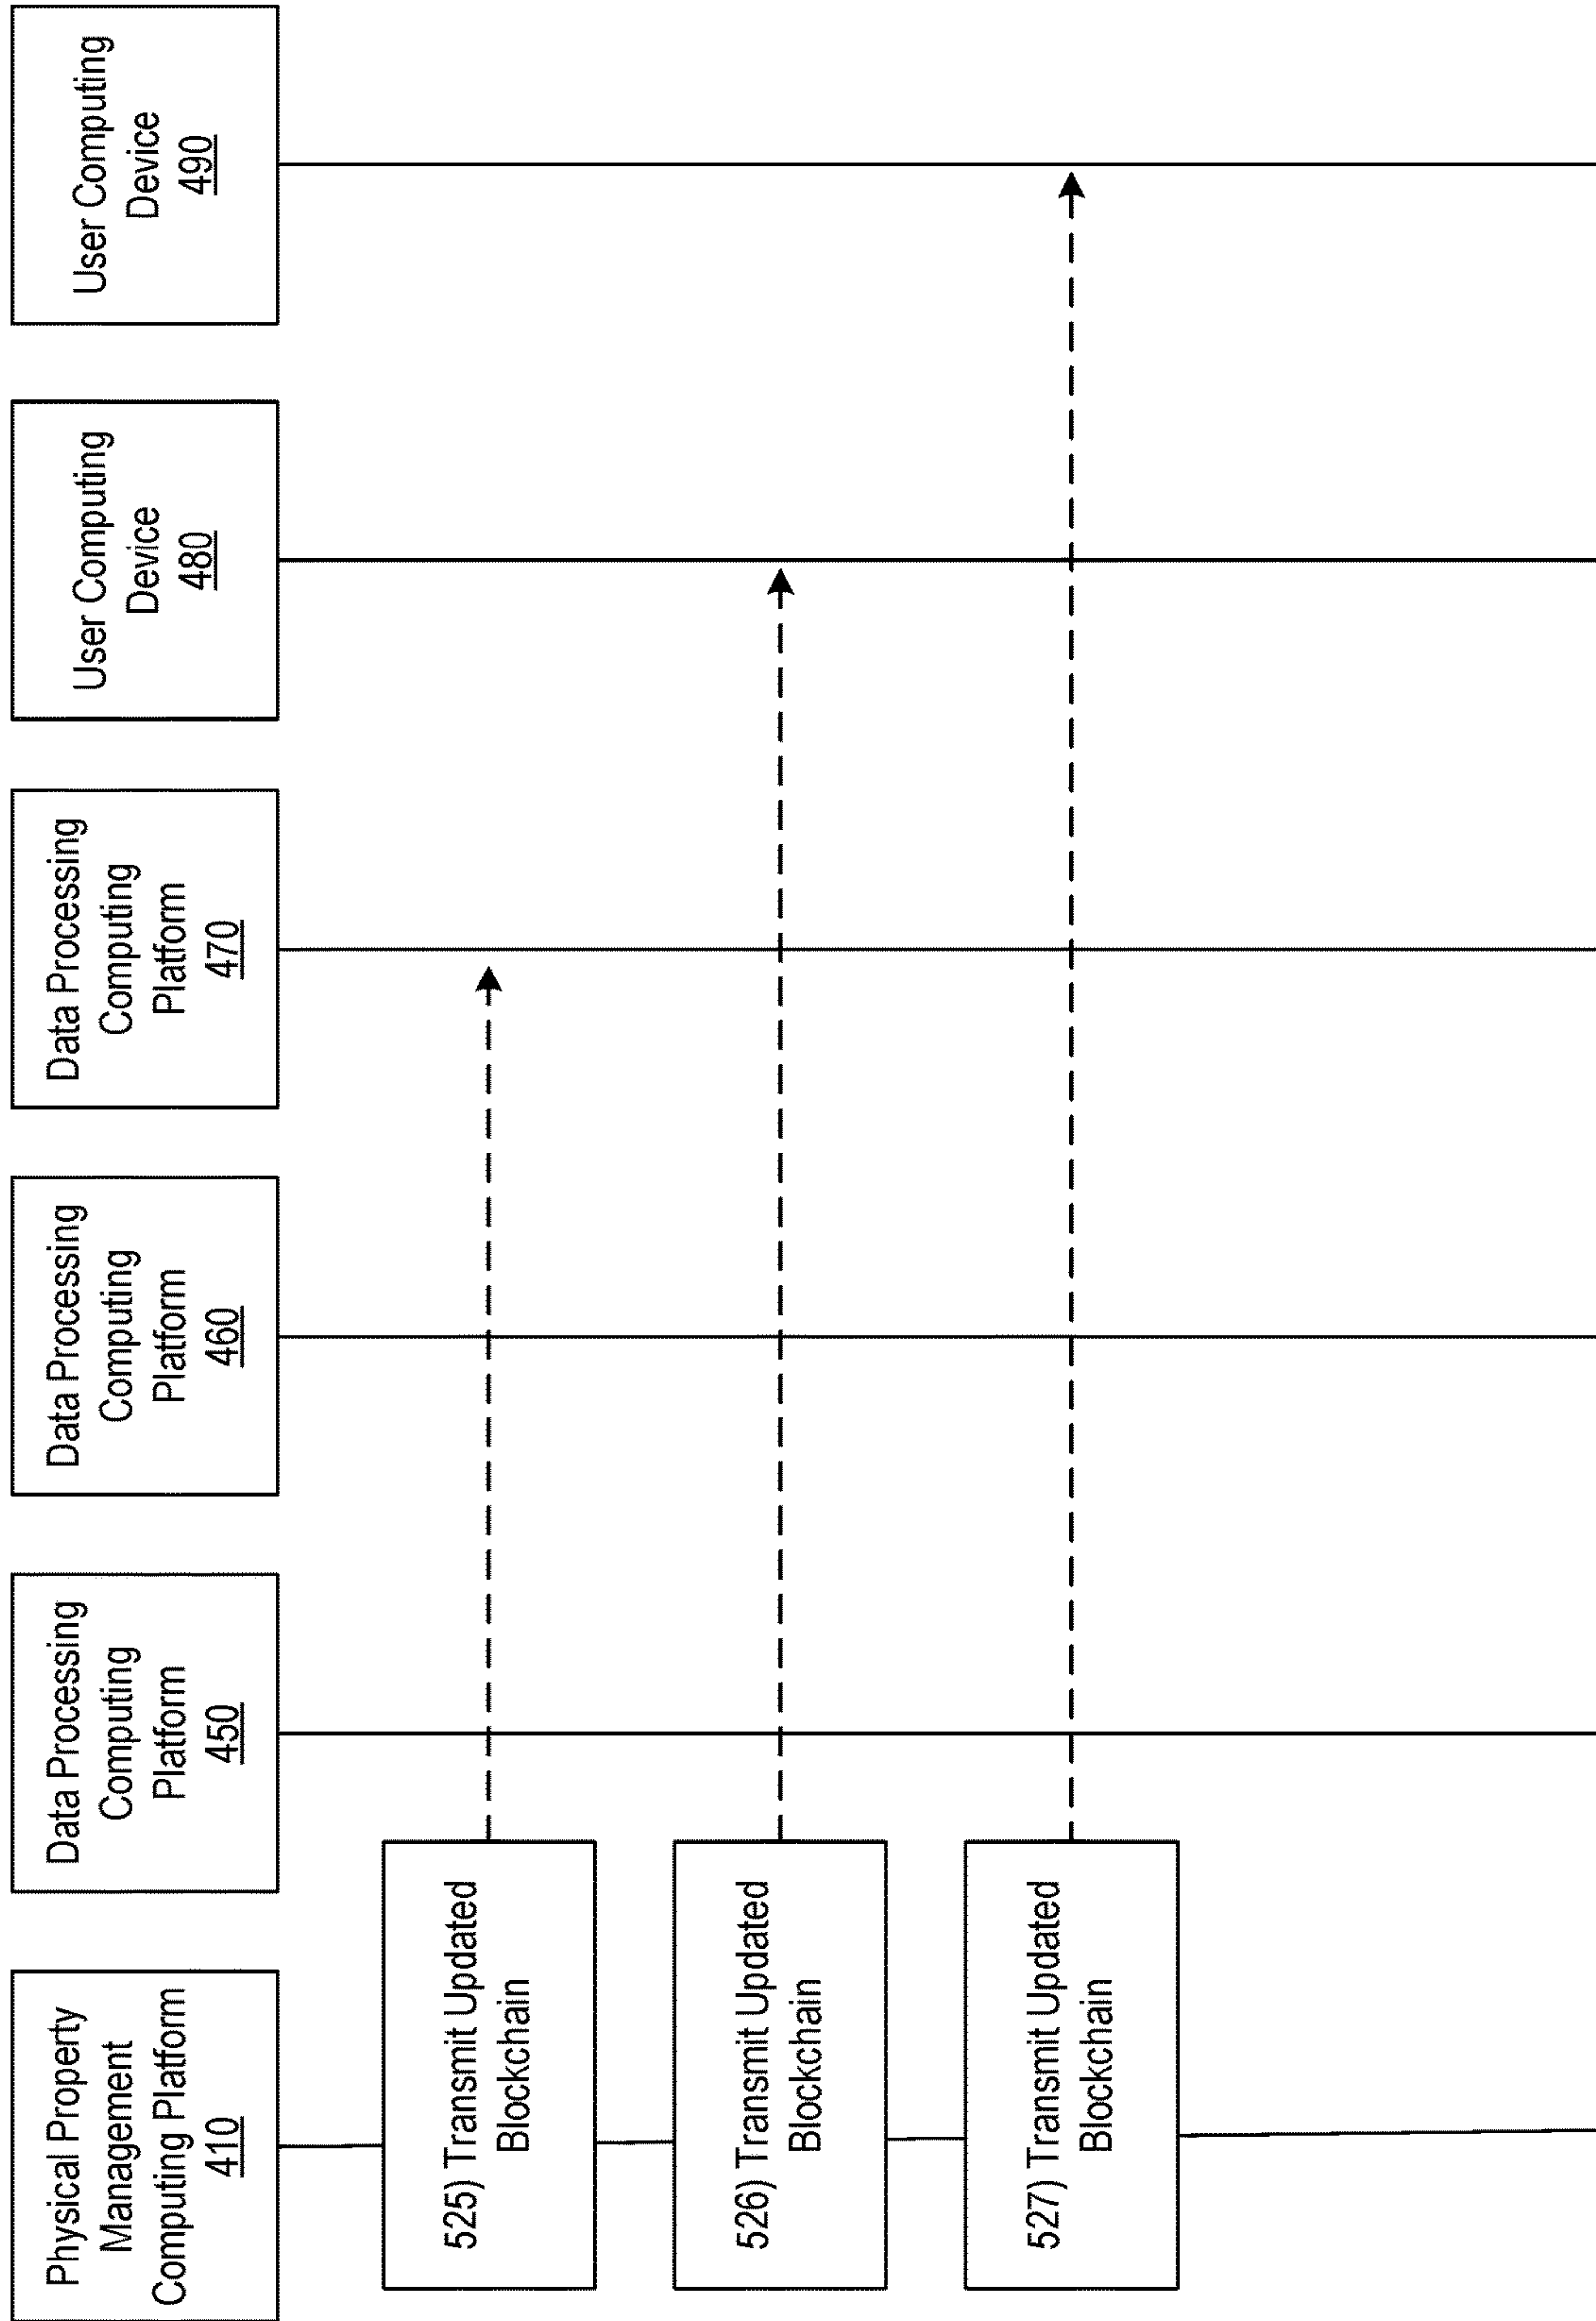 Physical Property
Management
Computing Platform
410
Data Processing
Computing
Platform
450
Data Processing
Computing
Platform
460
Data Processing
Computing
Platform
470
User Computing
Device
480
User Computing
Device
490
525) Transmit Updated
Blockchain
526) Transmit Updated
Blockchain
527) Transmit Updated
Blockchain